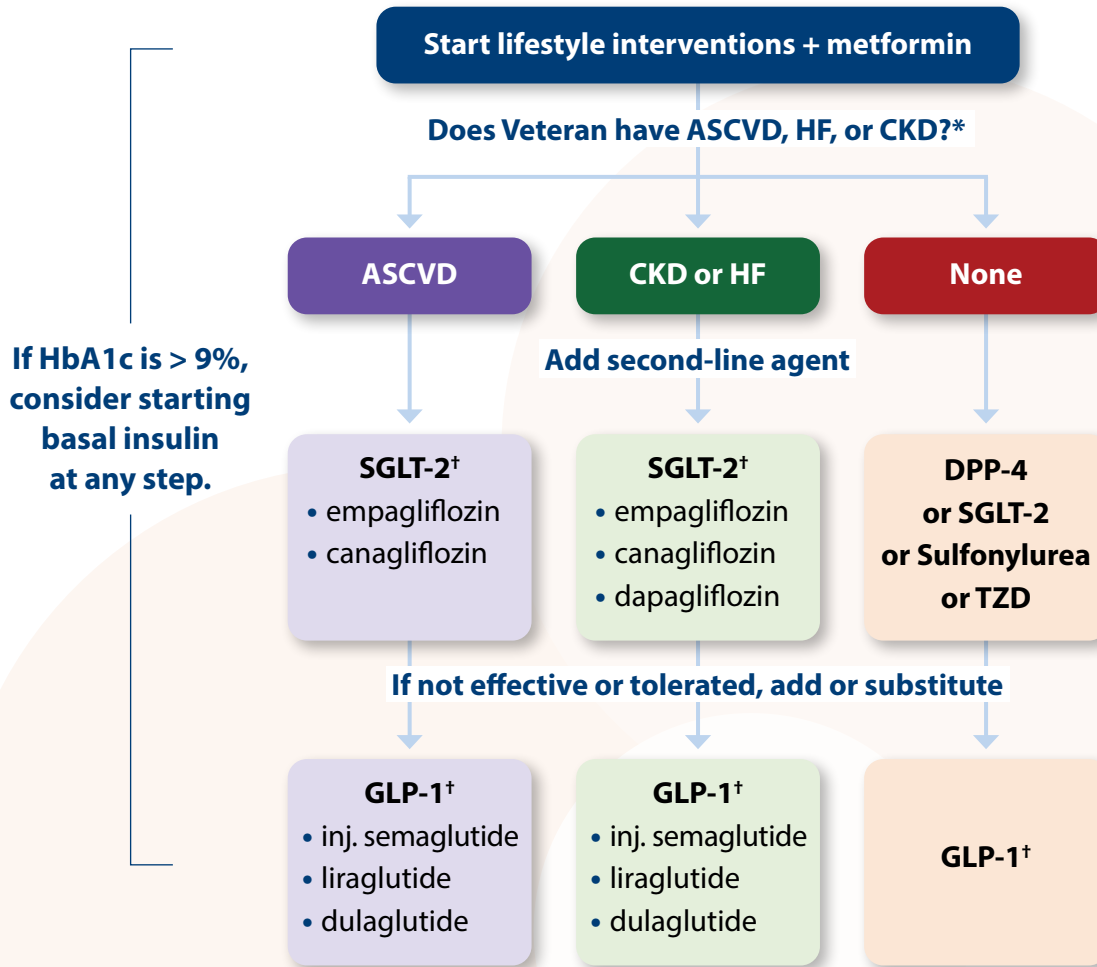 Start lifestyle interventions + metformin
Does Veteran have ASCVD, HF, or CKD?*
ASCVD
CKD or HF
None
If HbA1c is > 9%,
consider starting
basal insulin
at any step.
Add second-line agent
SGLT-2†
• empagliflozin
• canagliflozin
SGLT-2†
• empagliflozin
• canagliflozin
• dapagliflozin
DPP-4
or SGLT-2
or Sulfonylurea
or TZD
If not effective or tolerated, add or substitute
GLP-1†
• inj. semaglutide
• liraglutide
• dulaglutide
GLP-1†
• inj. semaglutide
• liraglutide
• dulaglutide
GLP-1†